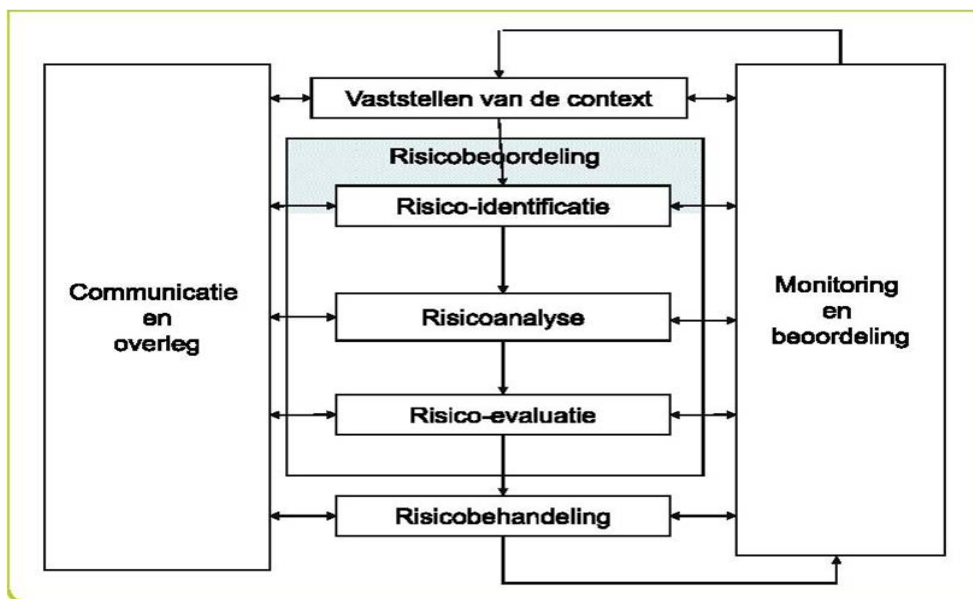 Vaststellen van de context
Risicobeoordeling
Risico-identificatie
Communicatie
en
overleg
Risicoanalyse
Monitoring
en
beoordeling
Risico-evaluatie
Risicobehandeling